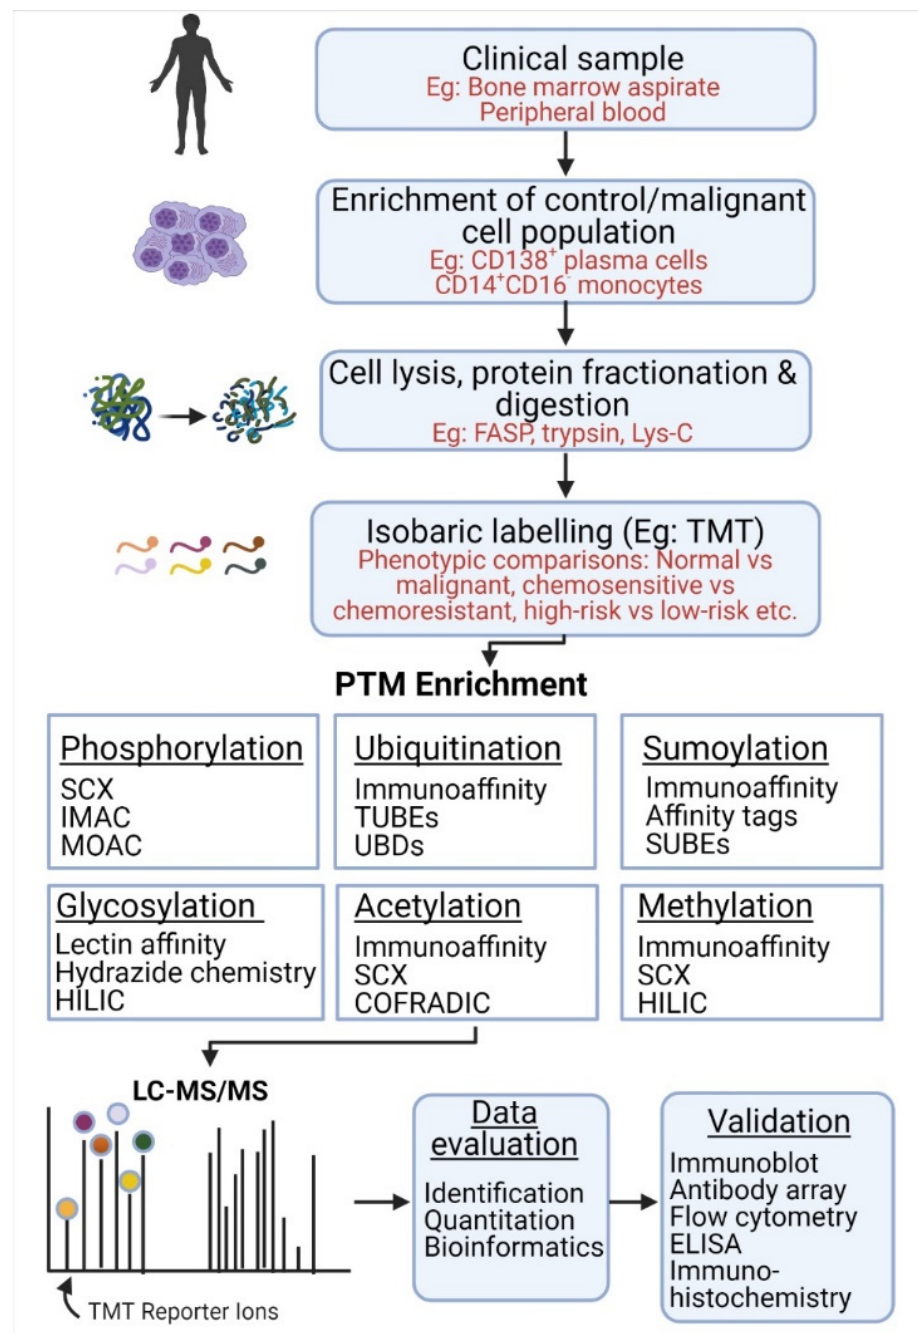 Clinical sample
Eg: Bone marrow aspirate
Peripheral blood
Enrichment of control/malignant
cell population
Eg: CD138⁺ plasma cells
CD14⁺CD16⁻ monocytes
Cell lysis, protein fractionation &
digestion
Eg: FASP, trypsin, Lys-C
Isobaric labelling (Eg: TMT)
Phenotypic comparisons: Normal vs
malignant, chemosensitive vs
chemoresistant, high-risk vs low-risk etc.
PTM Enrichment
Phosphorylation
SCX
IMAC
MOAC
Ubiquitination
Immunoaffinity
TUBEs
UBDs
Sumoylation
Immunoaffinity
Affinity tags
SUBEs
Glycosylation
Lectin affinity
Hydrazide chemistry
HILIC
Acetylation
Immunoaffinity
SCX
COFRADIC
Methylation
Immunoaffinity
SCX
HILIC
LC-MS/MS
TMT Reporter Ions
Data
evaluation
Identification
Quantitation
Bioinformatics
Validation
Immunoblot
Antibody array
Flow cytometry
ELISA
Immuno-
histochemistry